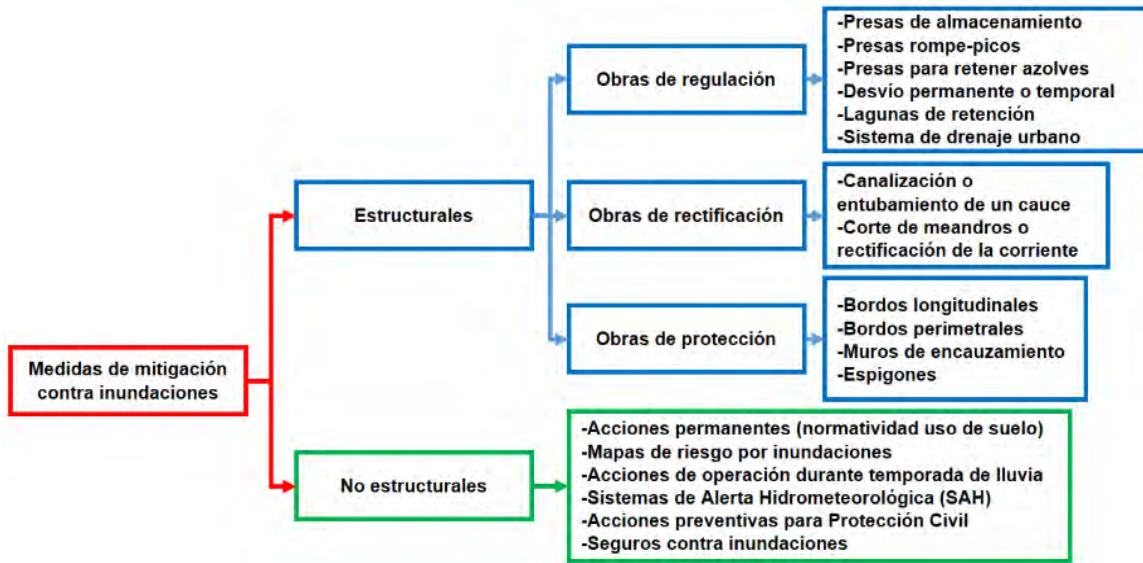 Medidas de mitigación
contra inundaciones
Estructurales
Obras de regulación
-Presas de almacenamiento
-Presas rompe-picos
-Presas para retener azolves
-Desvío permanente o temporal
-Lagunas de retención
-Sistema de drenaje urbano
Obras de rectificación
-Canalización o
entubamiento de un cauce
-Corte de meandros o
rectificación de la corriente
Obras de protección
-Bordos longitudinales
-Bordos perimetrales
-Muros de encauzamiento
-Espigones
No estructurales
-Acciones permanentes (normatividad uso de suelo)
-Mapas de riesgo por inundaciones
-Acciones de operación durante temporada de lluvia
-Sistemas de Alerta Hidrometeorológica (SAH)
-Acciones preventivas para Protección Civil
-Seguros contra inundaciones